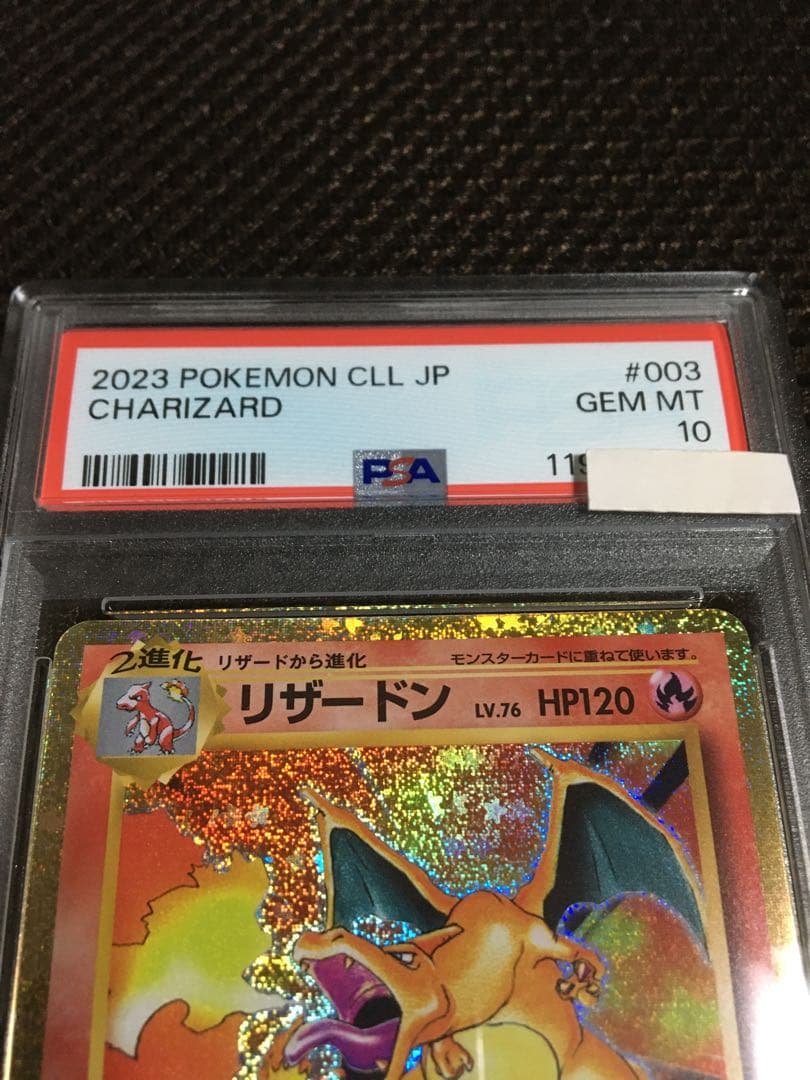 2023 POKEMON CLL JP #003
CHARIZARD GEM MT
10
PSA 119
2進化 リザードから進化 モンスターカードに重ねて使います。
リザードン LV.76 HP120